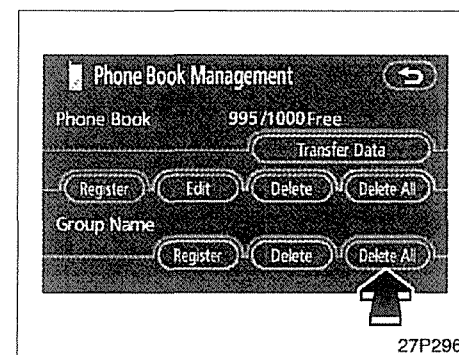 Phone Book Management
Phone Book 995/1000 Free
Transfer Data
Register Edit Delete Delete All
Group Name
Register Delete Delete All
27P296